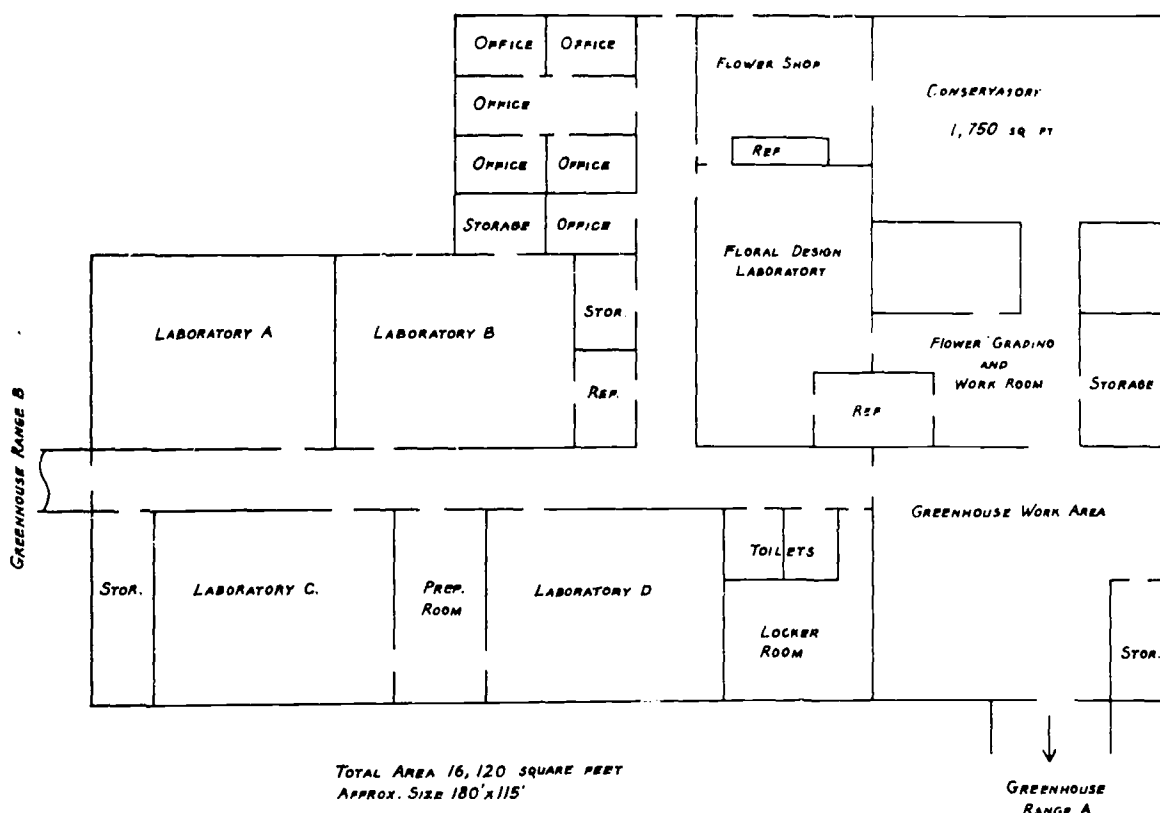 OFFICE OFFICE
FLOWER SHOP
CONSERVATORY
1,750 SQ FT
OFFICE
REF
OFFICE OFFICE
STORAGE OFFICE
FLORAL DESIGN
LABORATORY
LABORATORY A
LABORATORY B
STOR.
FLOWER GRADING
AND
WORK ROOM
STORAGE
REF.
REF
GREENHOUSE RANGE B
GREENHOUSE WORK AREA
TOILETS
STOR.
LABORATORY C.
PREP.
ROOM
LABORATORY D
LOCKER
ROOM
STOR.
TOTAL AREA 16,120 SQUARE FEET
APPROX. SIZE 180'X115'
GREENHOUSE
RANGE A